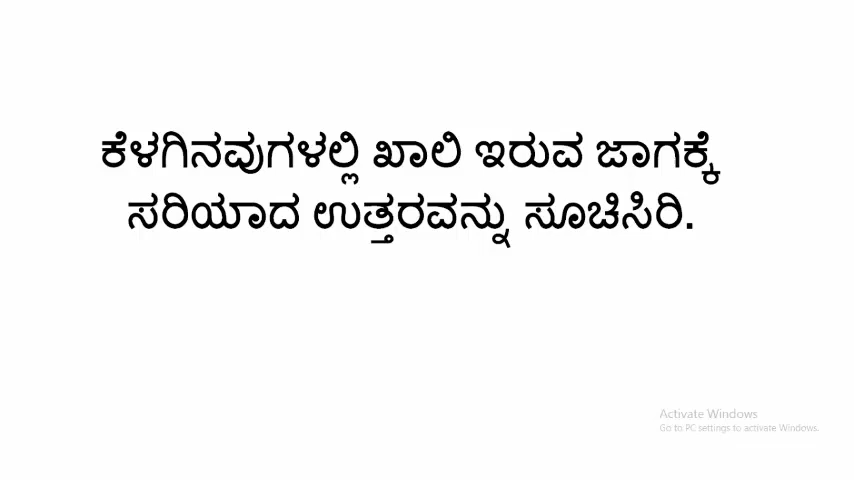 ಕೆಳಗಿನವುಗಳಲ್ಲಿ ಖಾಲಿ ಇರುವ ಜಾಗಕ್ಕೆ
ಸರಿಯಾದ ಉತ್ತರವನ್ನು ಸೂಚಿಸಿರಿ.
Activate Windows
Go to PC settings to activate Windows.